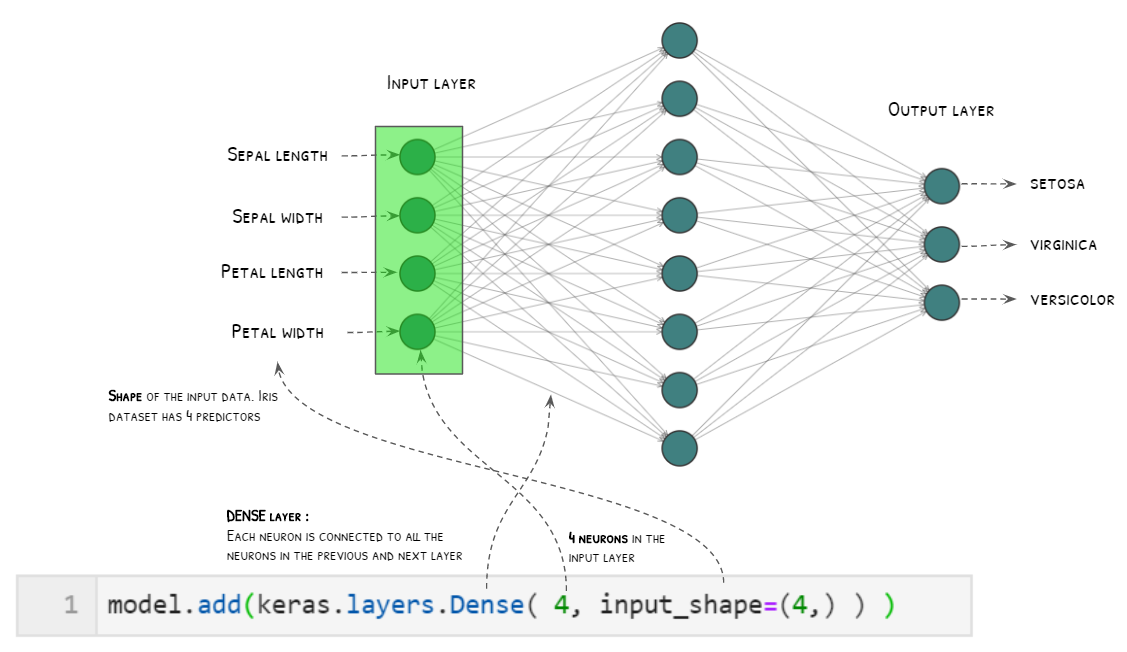 Input layer
Output layer
Sepal length
Sepal width
Petal length
Petal width
setosa
virginica
versicolor
Shape of the input data. Iris
dataset has 4 predictors
DENSE layer :
Each neuron is connected to all the
neurons in the previous and next layer
4 neurons in the
input layer
1 model.add(keras.layers.Dense( 4, input_shape=(4,) ) )